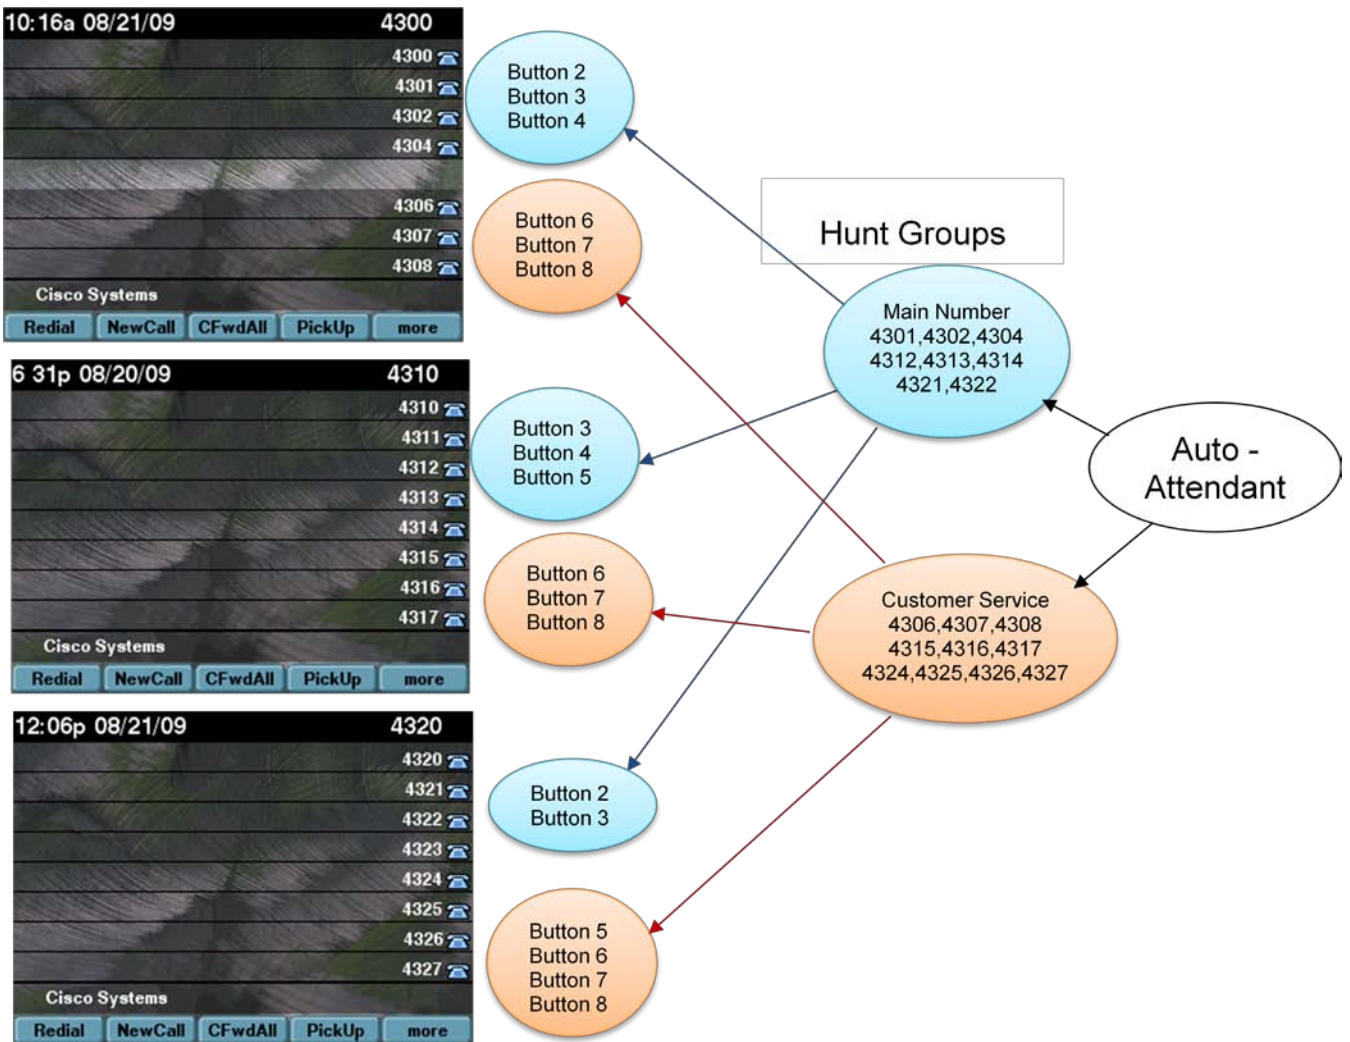 10:16a 08/21/09 4300
4300
4301
4302
4304
4306
4307
4308
Cisco Systems
Redial NewCall CFwdAll PickUp more
6 31p 08/20/09 4310
4310
4311
4312
4313
4314
4315
4316
4317
Cisco Systems
Redial NewCall CFwdAll PickUp more
12:06p 08/21/09 4320
4320
4321
4322
4323
4324
4325
4326
4327
Cisco Systems
Redial NewCall CFwdAll PickUp more
Button 2
Button 3
Button 4
Button 6
Button 7
Button 8
Button 3
Button 4
Button 5
Button 6
Button 7
Button 8
Button 2
Button 3
Button 5
Button 6
Button 7
Button 8
Hunt Groups
Main Number
4301,4302,4304
4312,4313,4314
4321,4322
Customer Service
4306,4307,4308
4315,4316,4317
4324,4325,4326,4327
Auto -
Attendant